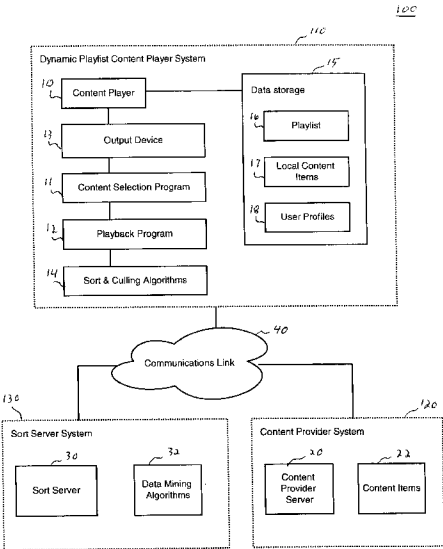 100
110
Dynamic Playlist Content Player System
15
10
Content Player
Data storage
16
Playlist
13
Output Device
17
Local Content
Items
11
Content Selection Program
18
User Profiles
12
Playback Program
14
Sort & Culling Algorithms
40
Communications Link
130
120
Sort Server System
Content Provider System
30
32
20
22
Sort Server
Data Mining
Algorithms
Content
Provider
Server
Content Items